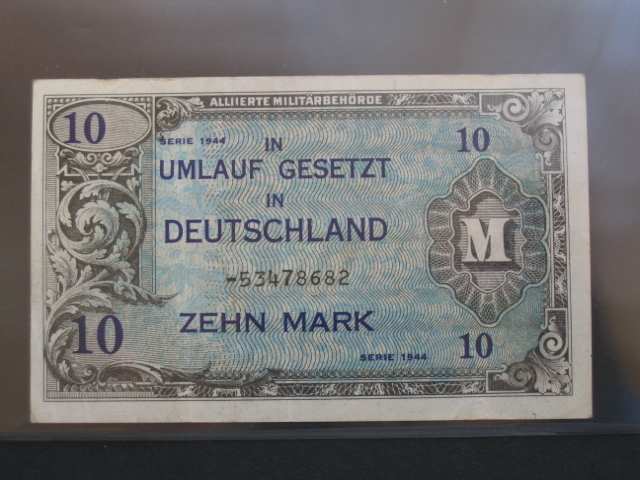 ALLIIERTE MILITÄRBEHÖRDE
10 SERIE 1944 IN 10
UMLAUF GESETZT
IN
DEUTSCHLAND
M
-53478682
10 ZEHN MARK
SERIE 1944 10